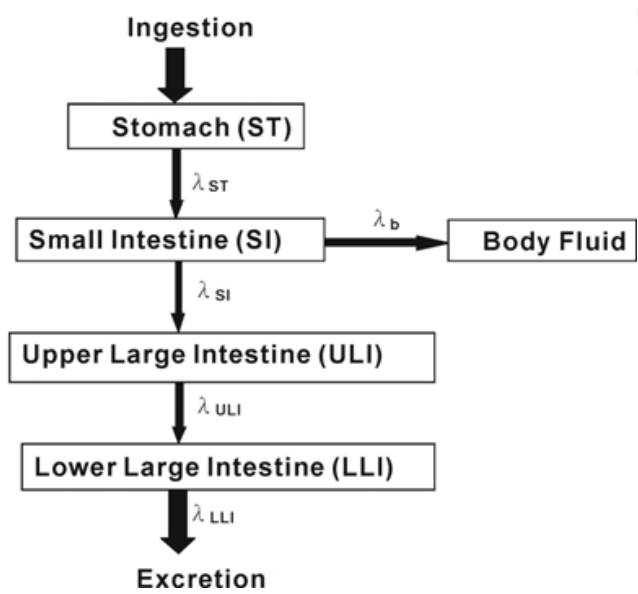 Ingestion
Stomach (ST)
λ ST
Small Intestine (SI)
λ b
Body Fluid
λ SI
Upper Large Intestine (ULI)
λ ULI
Lower Large Intestine (LLI)
λ LLI
Excretion